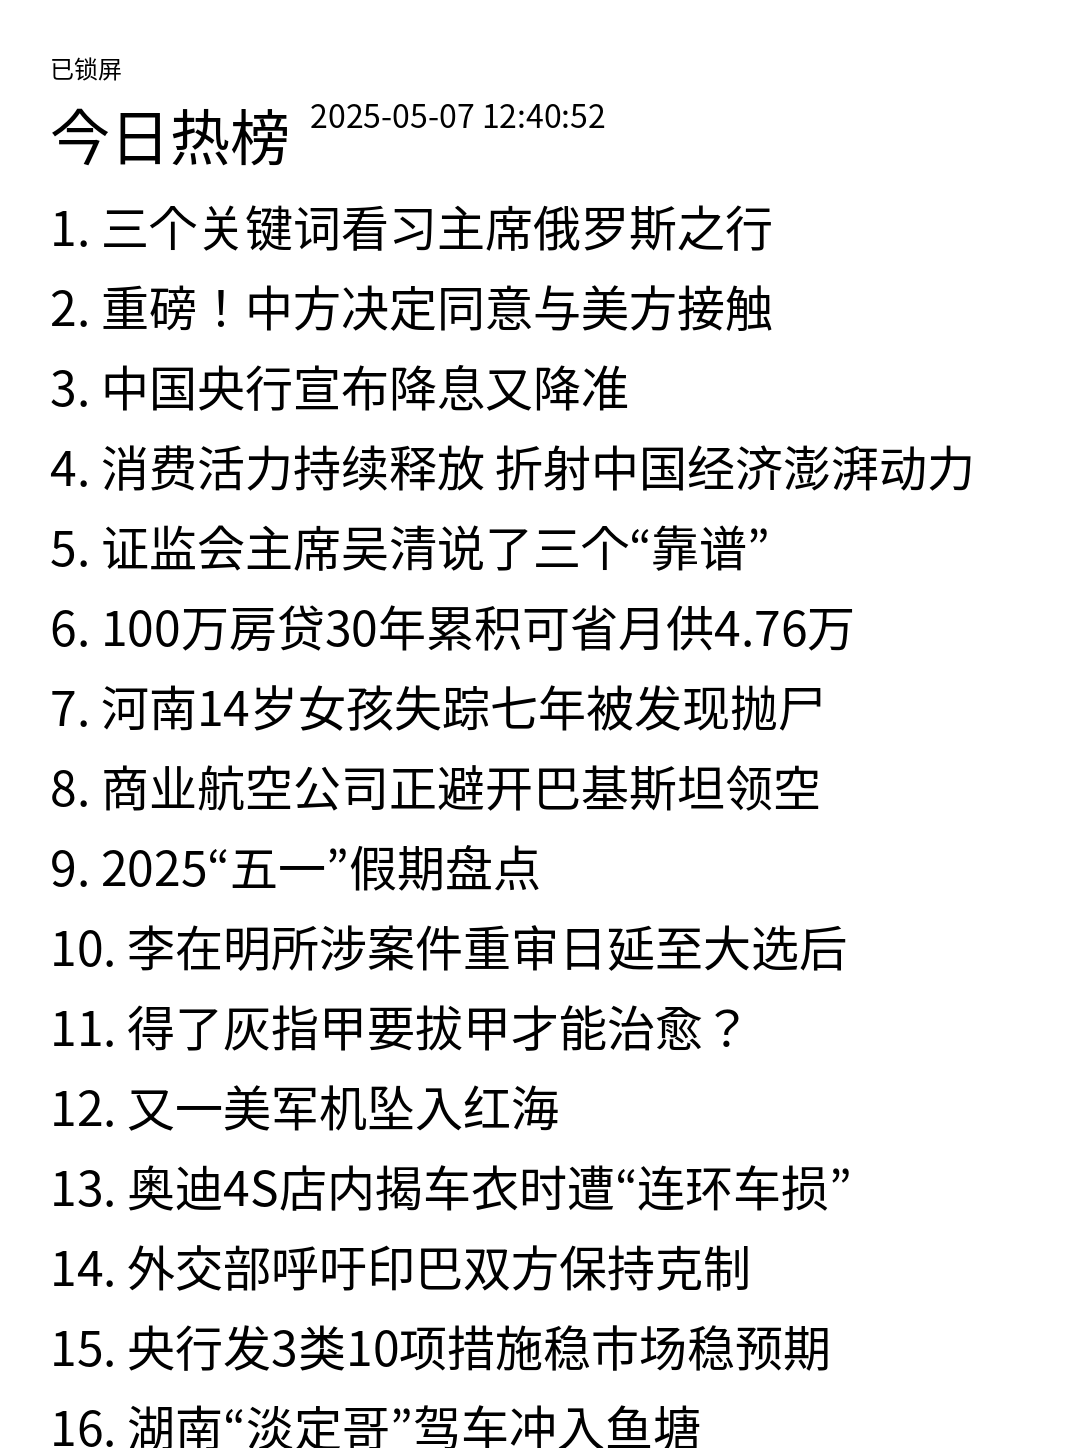 已锁屏
今日热榜 2025-05-07 12:40:52
1. 三个关键词看习主席俄罗斯之行
2. 重磅！中方决定同意与美方接触
3. 中国央行宣布降息又降准
4. 消费活力持续释放 折射中国经济澎湃动力
5. 证监会主席吴清说了三个“靠谱”
6. 100万房贷30年累积可省月供4.76万
7. 河南14岁女孩失踪七年被发现抛尸
8. 商业航空公司正避开巴基斯坦领空
9. 2025“五一”假期盘点
10. 李在明所涉案件重审日延至大选后
11. 得了灰指甲要拔甲才能治愈？
12. 又一美军机坠入红海
13. 奥迪4S店内揭车衣时遭“连环车损”
14. 外交部呼吁印巴双方保持克制
15. 央行发3类10项措施稳市场稳预期
16. 湖南“淡定哥”驾车冲入鱼塘